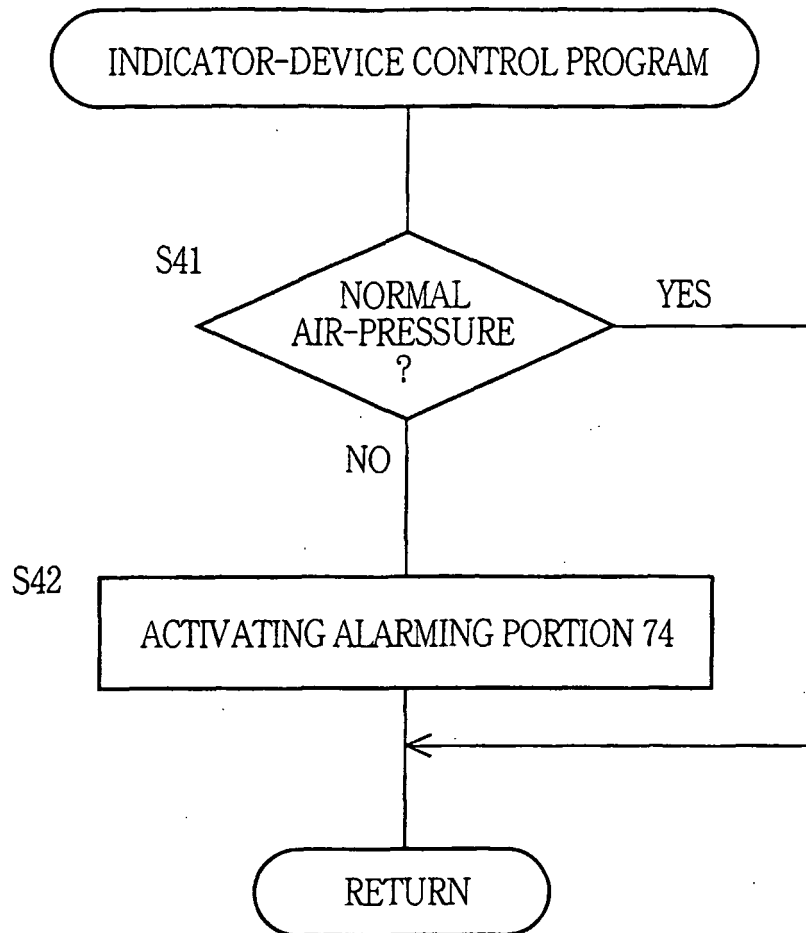 INDICATOR-DEVICE CONTROL PROGRAM
S41
NORMAL
AIR-PRESSURE
?
YES
NO
S42
ACTIVATING ALARMING PORTION 74
RETURN